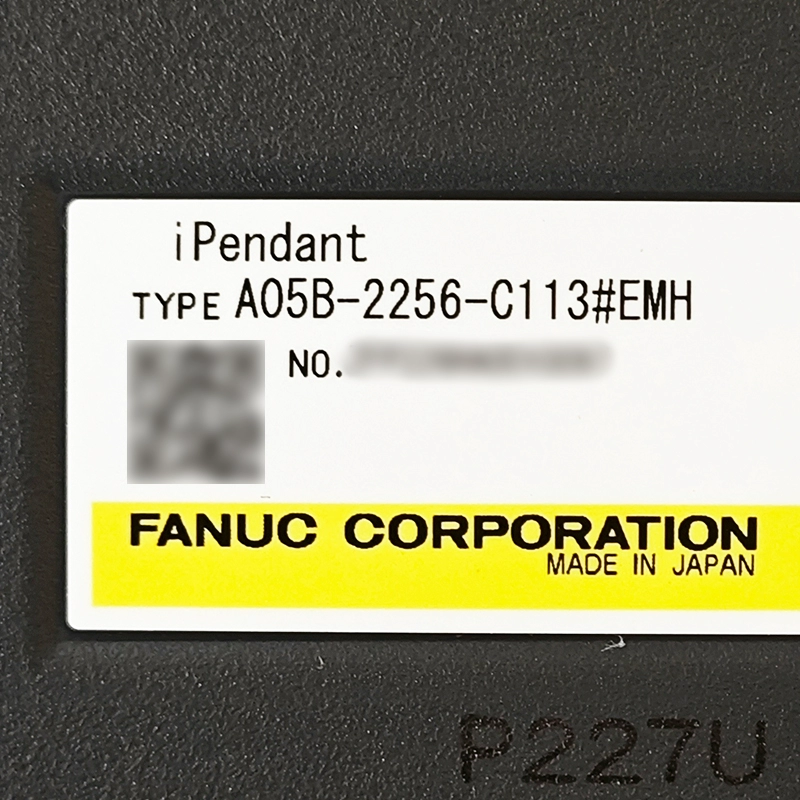 iPendant
TYPE A05B-2256-C113#EMH
NO.
FANUC CORPORATION
MADE IN JAPAN
P227U